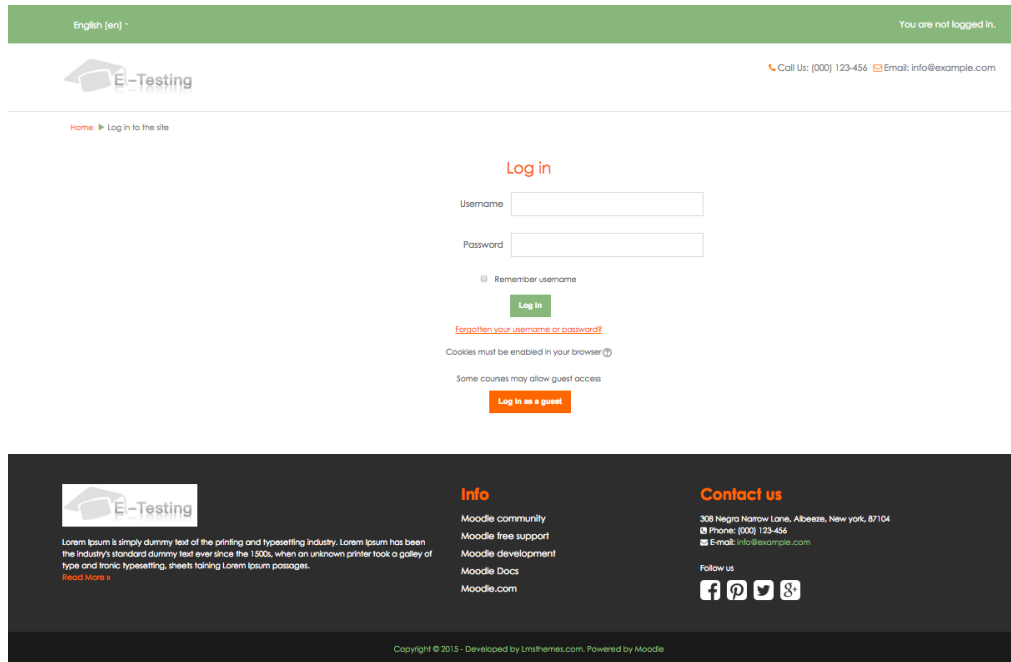 English (en)
You are not logged in.
E-Testing
Call Us: (000) 123-456 Email: info@example.com
Home ▶ Log in to the site
Log in
Username
Password
Remember username
Log in
Forgotten your username or password?
Cookies must be enabled in your browser
Some courses may allow guest access
Log in as a guest
E-Testing
Lorem Ipsum is simply dummy text of the printing and typesetting industry. Lorem Ipsum has been
the industry's standard dummy text ever since the 1500s, when an unknown printer took a galley of
type and tronic typesetting, sheets taining Lorem Ipsum passages.
Read More »
Info
Moodle community
Moodle free support
Moodle development
Moodle Docs
Moodle.com
Contact us
308 Negra Narrow Lane, Albeeze, New york, 87104
Phone: (000) 123-456
E-mail: info@example.com
Follow us
Copyright © 2015 - Developed by Lmsthemes.com. Powered by Moodle